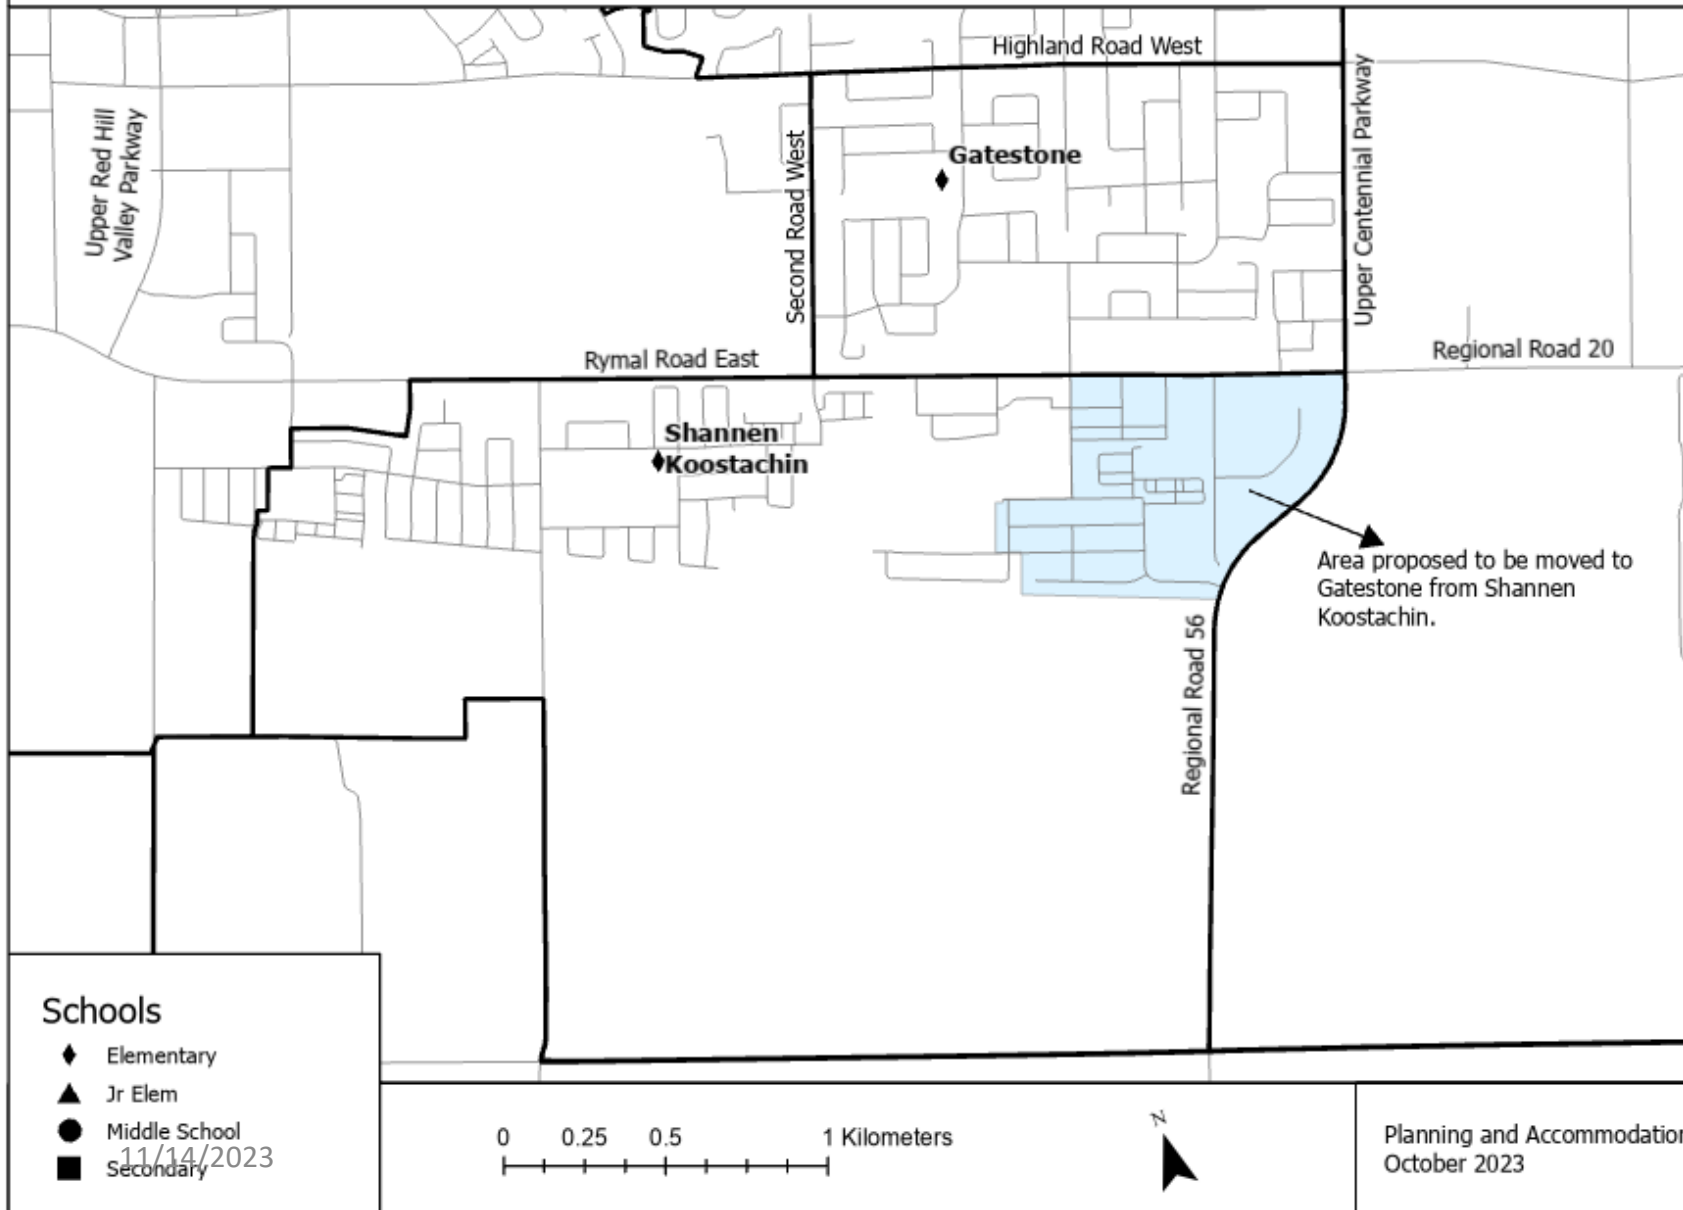 Highland Road West
Upper Red Hill
Valley Parkway
Second Road West
Gatestone
Upper Centennial Parkway
Rymal Road East
Regional Road 20
Shannen
Koostachin
Area proposed to be moved to
Gatestone from Shannen
Koostachin.
Regional Road 56
Schools
Elementary
Jr Elem
Middle School
Secondary
11/14/2023
0 0.25 0.5 1 Kilometers
N
Planning and Accommodation
October 2023